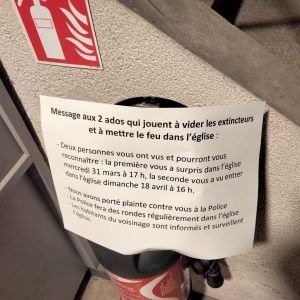 Message aux 2 ados qui jouent à vider les extincteurs
et à mettre le feu dans l'église :
- Deux personnes vous ont vus et pourront vous
reconnaître : la première vous a surpris dans l'église
mercredi 31 mars à 17 h, la seconde vous a vu entrer
dans l'église dimanche 18 avril à 16 h.
- Nous avons porté plainte contre vous à la Police
- La Police fera des rondes régulièrement dans l'église
- Les habitants du voisinage sont informés et surveillent
l'église.